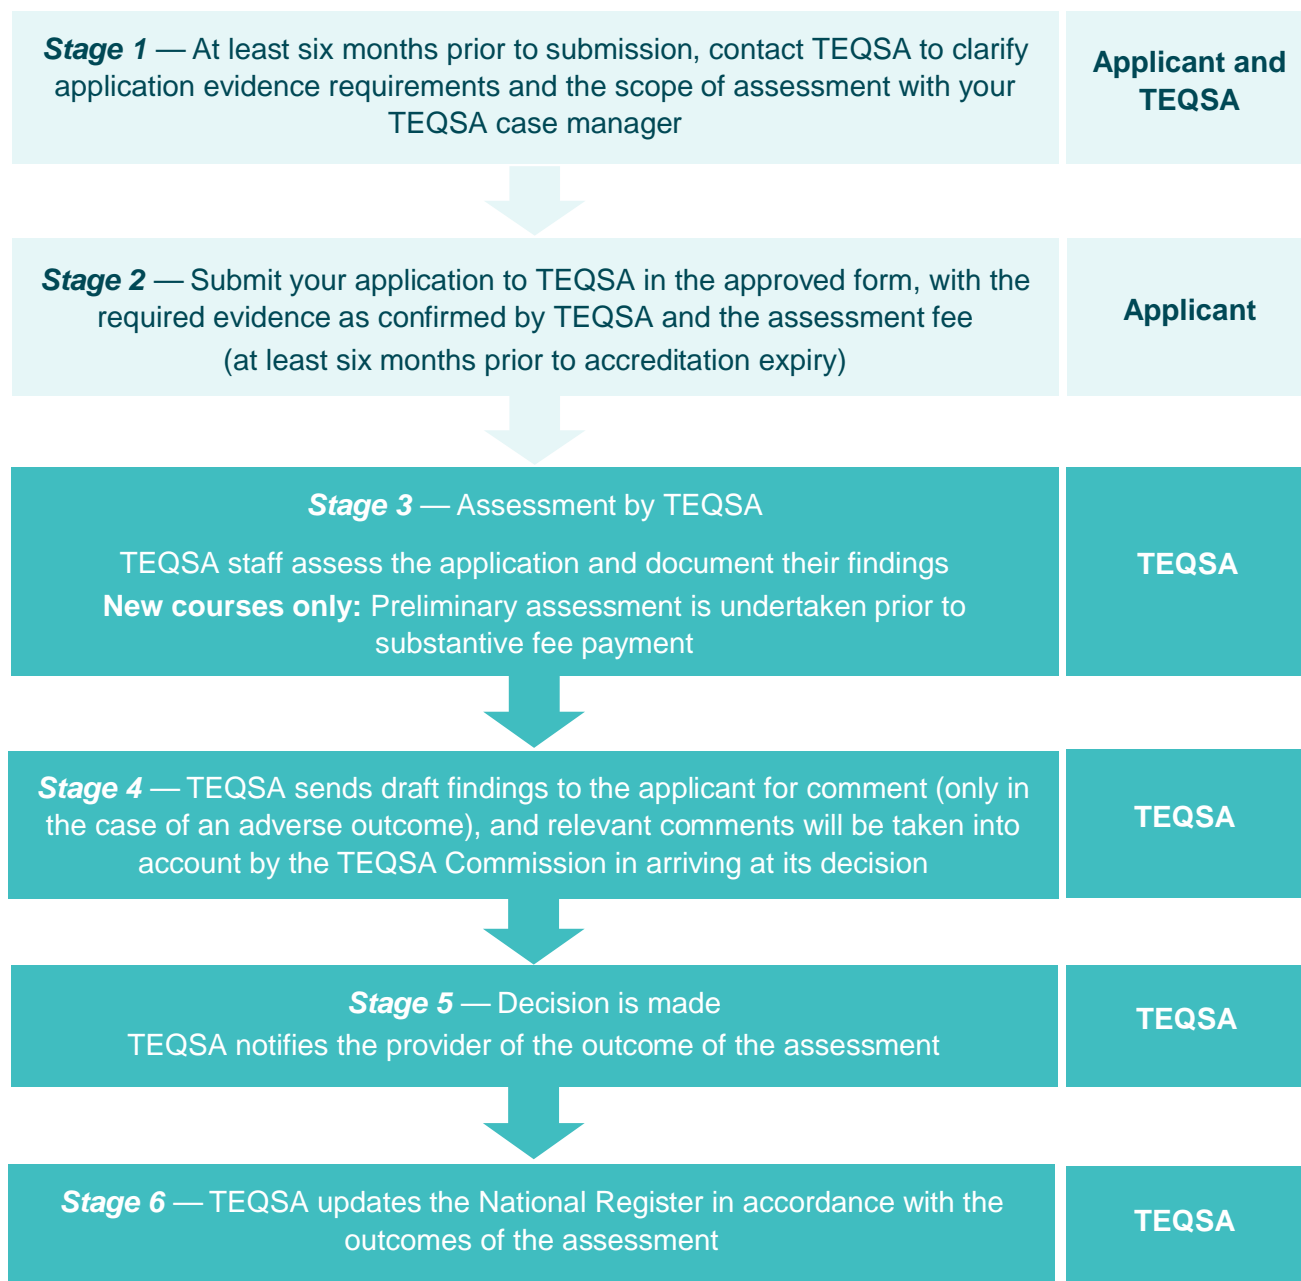 Stage 1 — At least six months prior to submission, contact TEQSA to clarify
application evidence requirements and the scope of assessment with your
TEQSA case manager
Applicant and
TEQSA
Stage 2 — Submit your application to TEQSA in the approved form, with the
required evidence as confirmed by TEQSA and the assessment fee
(at least six months prior to accreditation expiry)
Applicant
Stage 3 — Assessment by TEQSA
TEQSA staff assess the application and document their findings
New courses only: Preliminary assessment is undertaken prior to
substantive fee payment
TEQSA
Stage 4 — TEQSA sends draft findings to the applicant for comment (only in
the case of an adverse outcome), and relevant comments will be taken into
account by the TEQSA Commission in arriving at its decision
TEQSA
Stage 5 — Decision is made
TEQSA notifies the provider of the outcome of the assessment
TEQSA
Stage 6 — TEQSA updates the National Register in accordance with the
outcomes of the assessment
TEQSA